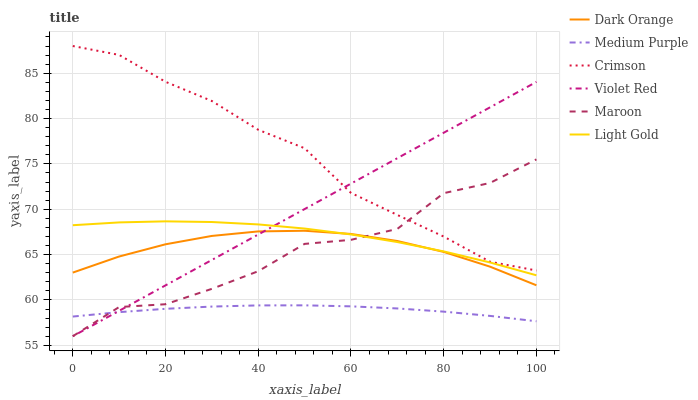 title
Dark Orange
Medium Purple
Crimson
Violet Red
Maroon
Light Gold
yaxis_label
85
80
75
70
65
60
55
0 20 40 60 80 100
xaxis_label